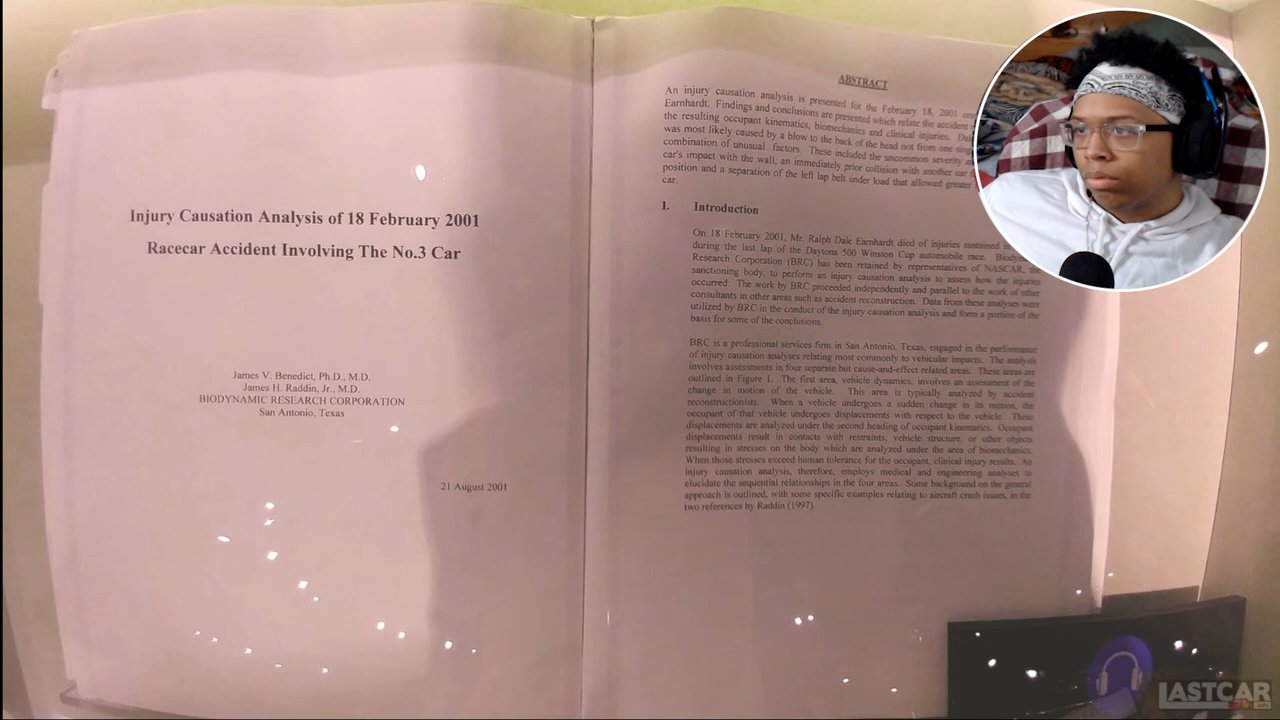 Injury Causation Analysis of 18 February 2001
Racecar Accident Involving The No.3 Car
James V. Benedict, Ph.D., M.D.
James H. Raddin, Jr., M.D.
BIODYNAMIC RESEARCH CORPORATION
San Antonio, Texas
21 August 2001
ABSTRACT
An injury causation analysis is presented for the February 18, 2001
Earnhardt. Findings and conclusions are presented which relate the accident
the resulting occupant kinematics, biomechanics and clinical injuries.
was most likely caused by a blow to the back of the head not from one
combination of unusual factors. These included the uncommon severity
car's impact with the wall, an immediately prior collision with another car
position and a separation of the left lap belt under load that allowed greater
car.
I. Introduction
On 18 February 2001, Mr. Ralph Dale Earnhardt died of injuries sustained
during the last lap of the Daytona 500 Winston Cup automobile race.
Research Corporation (BRC) has been retained by representatives of NASCAR, the
sanctioning body, to perform an injury causation analysis to assess how the injuries
occurred. The work by BRC proceeded independently and parallel to the work of other
consultants in other areas such as accident reconstruction. Data from these analyses were
utilized by BRC in the conduct of the injury causation analysis and form a portion of the
basis for some of the conclusions.
BRC is a professional services firm in San Antonio, Texas, engaged in the performance
of injury causation analyses relating most commonly to vehicular impacts. The analysis
involves assessments in four separate but cause-and-effect related areas. These areas are
outlined in Figure 1. The first area, vehicle dynamics, involves an assessment of the
change in motion of the vehicle. This area is typically analyzed by accident
reconstructionists. When a vehicle undergoes a sudden change in its motion, the
occupant of that vehicle undergoes displacements with respect to the vehicle. These
displacements are analyzed under the second heading of occupant kinematics. Occupant
displacements result in contacts with restraints, vehicle structure, or other objects
resulting in stresses on the body which are analyzed under the area of biomechanics.
When those stresses exceed human tolerance for the occupant, clinical injury results. An
injury causation analysis, therefore, employs medical and engineering analyses to
elucidate the sequential relationships in the four areas. Some background on the general
approach is outlined, with some specific examples relating to aircraft crash issues, in the
two references by Raddin (1997).
LASTCAR